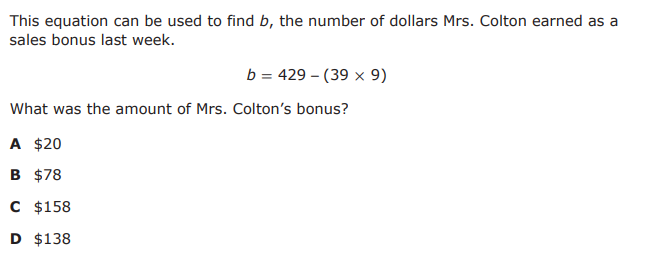 This equation can be used to find b, the number of dollars Mrs. Colton earned as a
sales bonus last week.
b = 429 – (39 × 9)
What was the amount of Mrs. Colton’s bonus?
A $20
B $78
C $158
D $138